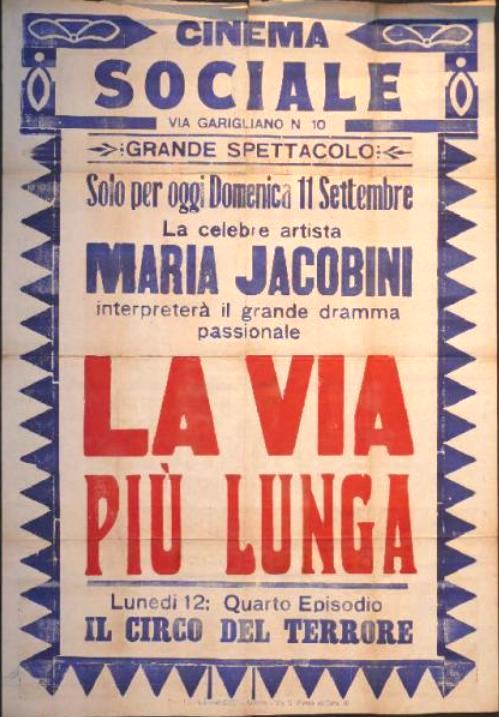 CINEMA
SOCIALE
VIA GARIGLIANO N 10
GRANDE SPETTACOLO
Solo per oggi Domenica 11 Settembre
La celebre artista
MARIA JACOBINI
interpreterà il grande dramma
passionale
LA VIA
PIÙ LUNGA
Lunedi 12: Quarto Episodio
IL CIRCO DEL TERRORE